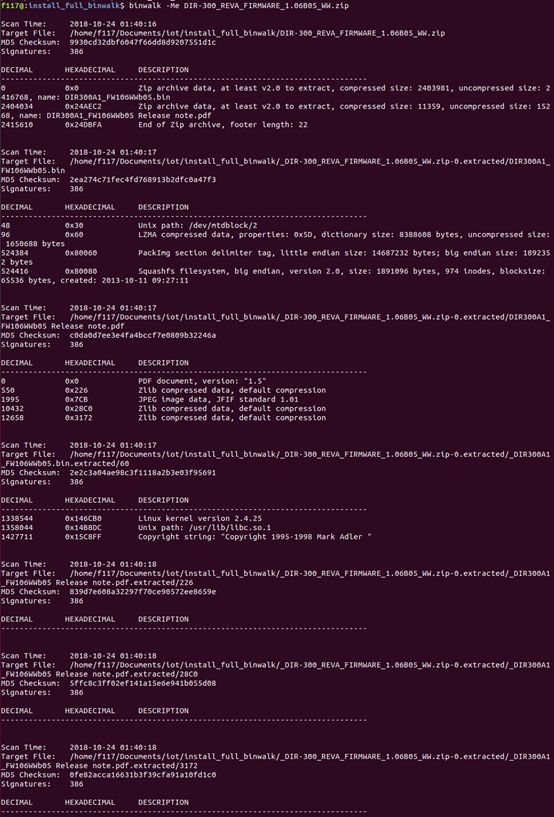 f117@:install_full_binwalk$ binwalk -Me DIR-300_REVA_FIRMWARE_1.06B05_WW.zip
Scan Time: 2018-10-24 01:40:16
Target File: /home/f117/Documents/iot/install_full_binwalk/DIR-300_REVA_FIRMWARE_1.06B05_WW.zip
MD5 Checksum: 9930cd32dbf6047f66dd8d9207551d1c
Signatures: 386
DECIMAL HEXADECIMAL DESCRIPTION
--------------------------------------------------------------------------------
0 0x0 Zip archive data, at least v2.0 to extract, compressed size: 2403981, uncompressed size: 2
416768, name: DIR300A1_FW106WWb05.bin
2404034 0x24AEC2 Zip archive data, at least v2.0 to extract, compressed size: 11359, uncompressed size: 152
68, name: DIR300A1_FW106WWb05 Release note.pdf
2415610 0x24DBFA End of Zip archive, footer length: 22
Scan Time: 2018-10-24 01:40:17
Target File: /home/f117/Documents/iot/install_full_binwalk/_DIR-300_REVA_FIRMWARE_1.06B05_WW.zip-0.extracted/DIR300A1_
FW106WWb05.bin
MD5 Checksum: 2ea274c71fec4fd768913b2dfc0a47f3
Signatures: 386
DECIMAL HEXADECIMAL DESCRIPTION
--------------------------------------------------------------------------------
48 0x30 Unix path: /dev/mtdblock/2
96 0x60 LZMA compressed data, properties: 0x5D, dictionary size: 8388608 bytes, uncompressed size:
1650688 bytes
524384 0x80060 PackImg section delimiter tag, little endian size: 14687232 bytes; big endian size: 189235
2 bytes
524416 0x80080 Squashfs filesystem, big endian, version 2.0, size: 1891096 bytes, 974 inodes, blocksize:
65536 bytes, created: 2013-10-11 09:27:11
Scan Time: 2018-10-24 01:40:17
Target File: /home/f117/Documents/iot/install_full_binwalk/_DIR-300_REVA_FIRMWARE_1.06B05_WW.zip-0.extracted/DIR300A1_
FW106WWb05 Release note.pdf
MD5 Checksum: c0da0d7ee3e4fa4bccf7e0809b32246a
Signatures: 386
DECIMAL HEXADECIMAL DESCRIPTION
--------------------------------------------------------------------------------
0 0x0 PDF document, version: "1.5"
550 0x226 Zlib compressed data, default compression
1995 0x7CB JPEG image data, JFIF standard 1.01
10432 0x28C0 Zlib compressed data, default compression
12658 0x3172 Zlib compressed data, default compression
Scan Time: 2018-10-24 01:40:17
Target File: /home/f117/Documents/iot/install_full_binwalk/_DIR-300_REVA_FIRMWARE_1.06B05_WW.zip-0.extracted/_DIR300A1
_FW106WWb05.bin.extracted/60
MD5 Checksum: 2e2c3a04ae98c3f1118a2b3e03f95691
Signatures: 386
DECIMAL HEXADECIMAL DESCRIPTION
--------------------------------------------------------------------------------
1338544 0x146CB0 Linux kernel version 2.4.25
1358044 0x14B8DC Unix path: /usr/lib/libc.so.1
1427711 0x15C8FF Copyright string: "Copyright 1995-1998 Mark Adler "
Scan Time: 2018-10-24 01:40:18
Target File: /home/f117/Documents/iot/install_full_binwalk/_DIR-300_REVA_FIRMWARE_1.06B05_WW.zip-0.extracted/_DIR300A1
_FW106WWb05 Release note.pdf.extracted/226
MD5 Checksum: 839d7e608a32297f70ce90572ee8659e
Signatures: 386
DECIMAL HEXADECIMAL DESCRIPTION
--------------------------------------------------------------------------------
Scan Time: 2018-10-24 01:40:18
Target File: /home/f117/Documents/iot/install_full_binwalk/_DIR-300_REVA_FIRMWARE_1.06B05_WW.zip-0.extracted/_DIR300A1
_FW106WWb05 Release note.pdf.extracted/28C0
MD5 Checksum: 5ffc8c3ff02ef141a15e6e941b055d08
Signatures: 386
DECIMAL HEXADECIMAL DESCRIPTION
--------------------------------------------------------------------------------
Scan Time: 2018-10-24 01:40:18
Target File: /home/f117/Documents/iot/install_full_binwalk/_DIR-300_REVA_FIRMWARE_1.06B05_WW.zip-0.extracted/_DIR300A1
_FW106WWb05 Release note.pdf.extracted/3172
MD5 Checksum: 0fe82acca16631b3f39cfa91a10fd1c0
Signatures: 386
DECIMAL HEXADECIMAL DESCRIPTION
--------------------------------------------------------------------------------